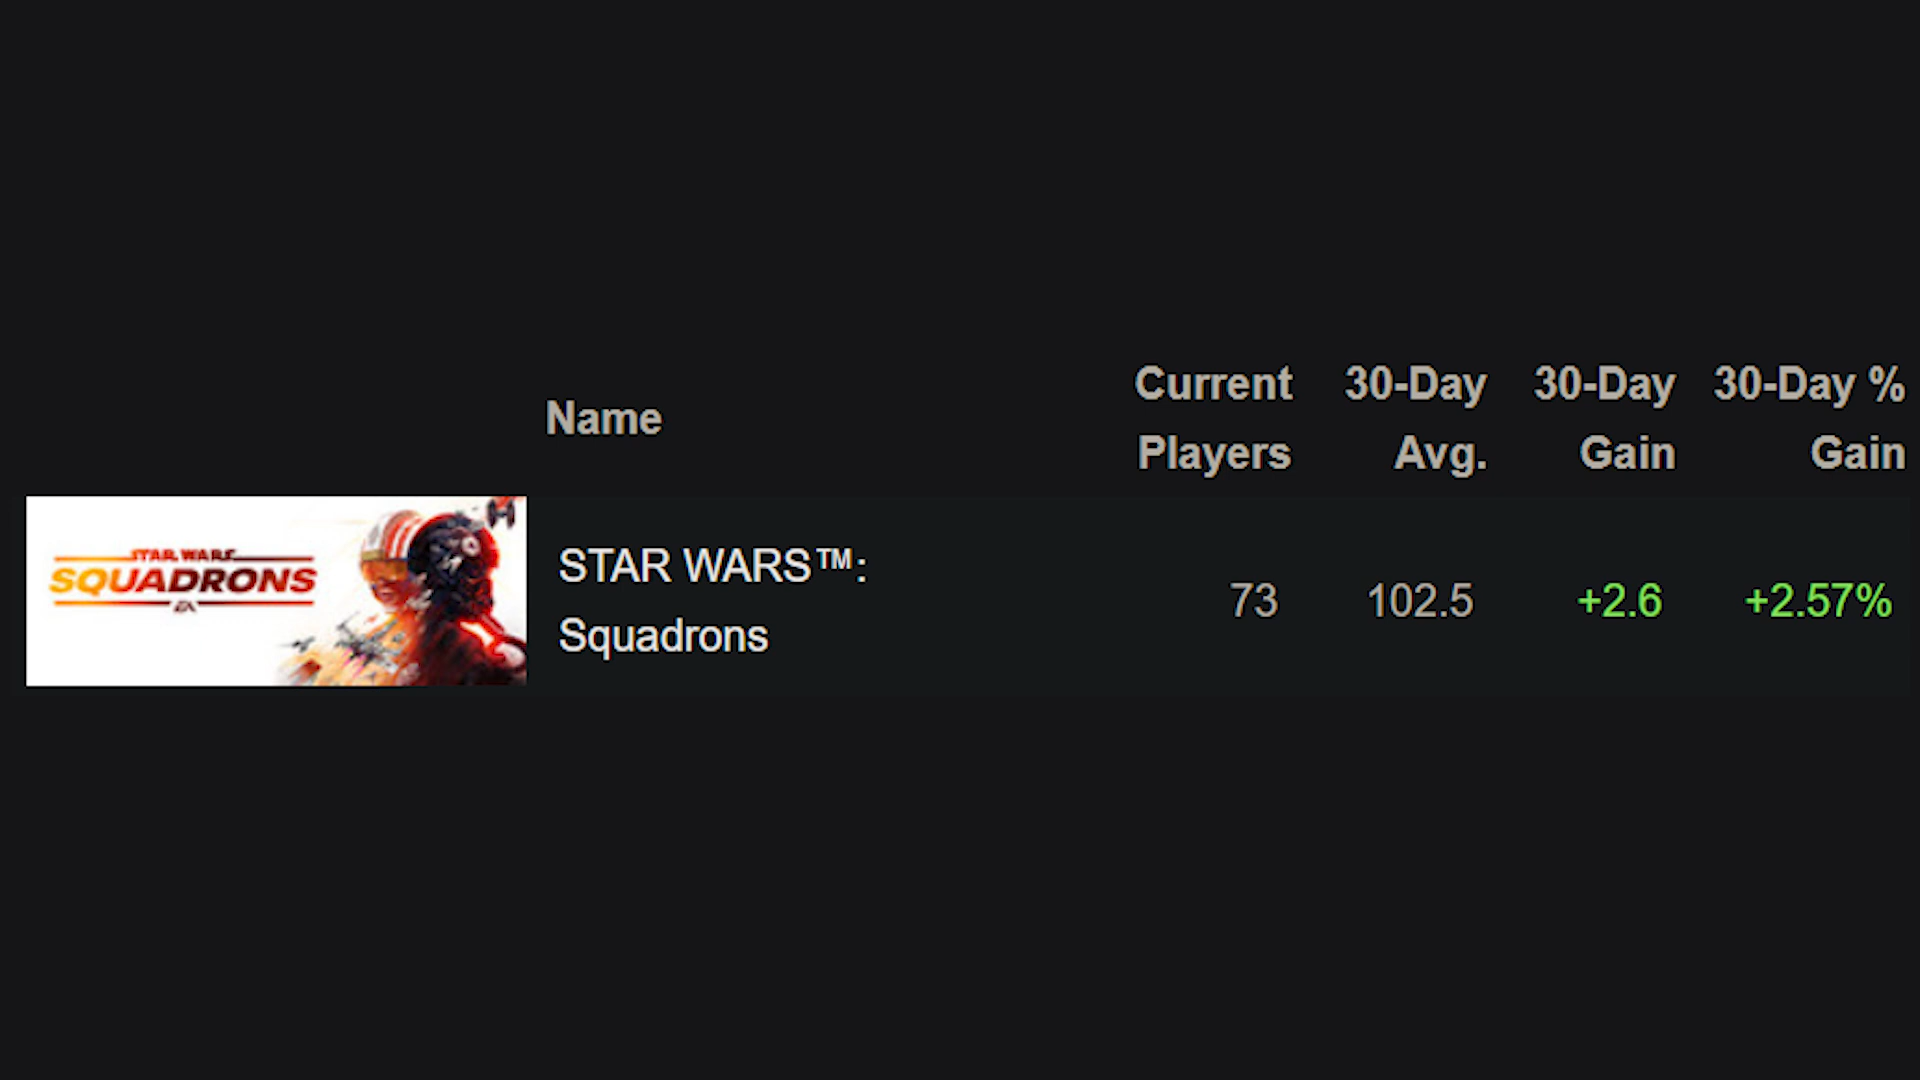 Name
Current
Players
30-Day
Avg.
30-Day
Gain
30-Day %
Gain
STAR WARS
SQUADRONS
EA
STAR WARS™:
Squadrons
73
102.5
+2.6
+2.57%